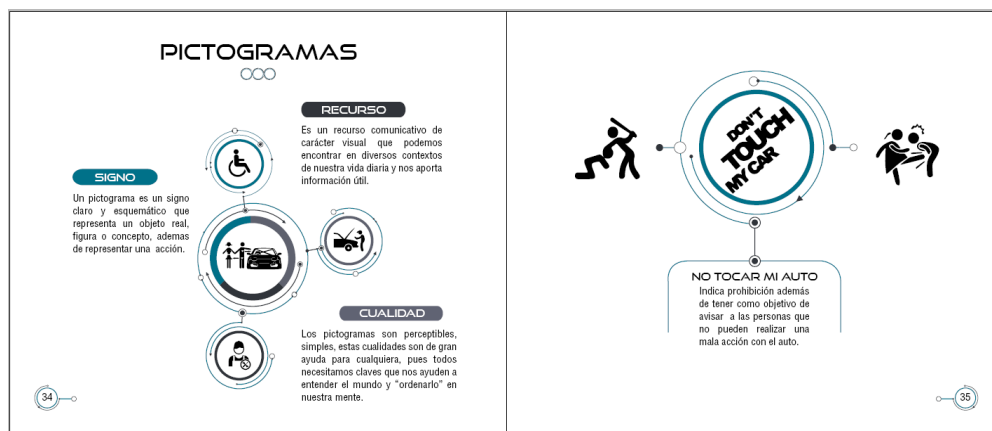 PICTOGRAMAS
RECURSO
Es un recurso comunicativo de
carácter visual que podemos
encontrar en diversos contextos
de nuestra vida diaria y nos aporta
información útil.
SIGNO
Un pictograma es un signo
claro y esquemático que
representa un objeto real,
figura o concepto, ademas
de representar una acción.
CUALIDAD
Los pictogramas son perceptibles,
simples, estas cualidades son de gran
ayuda para cualquiera, pues todos
necesitamos claves que nos ayuden a
entender el mundo y "ordenarlo" en
nuestra mente.
34
DON'T
TOUCH
MY CAR
NO TOCAR MI AUTO
Indica prohibición además
de tener como objetivo de
avisar a las personas que
no pueden realizar una
mala acción con el auto.
35